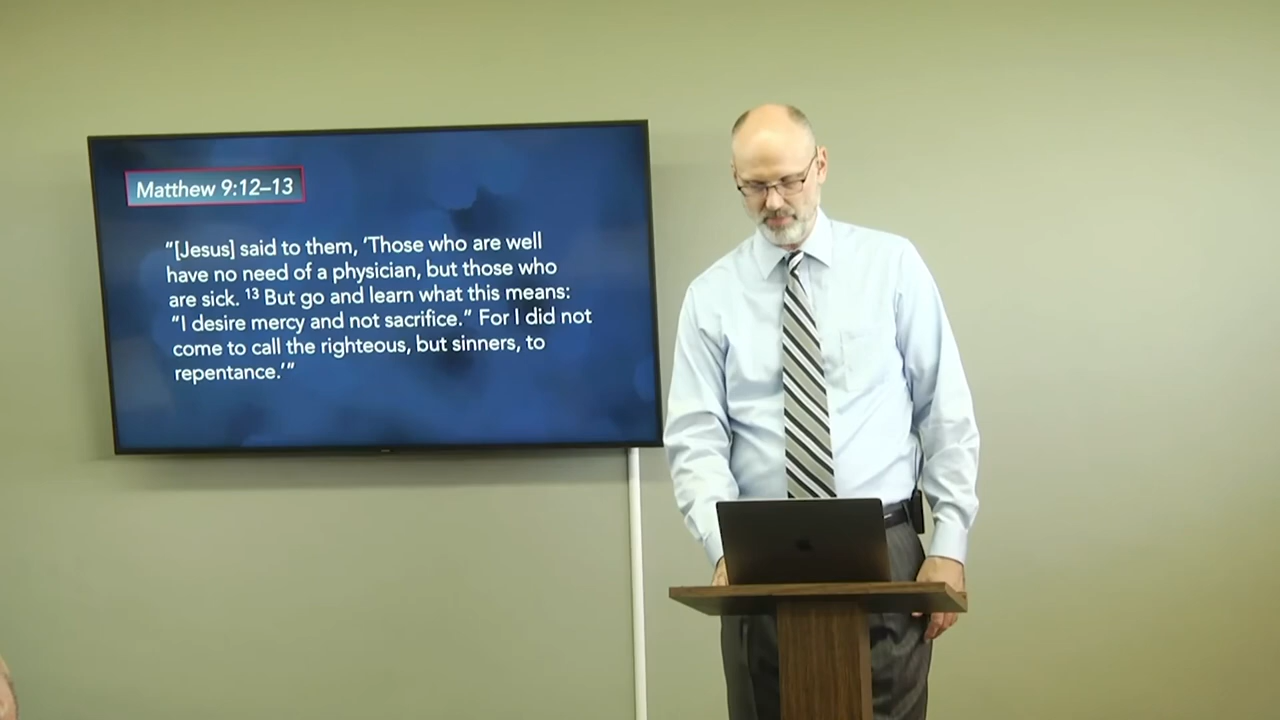 Matthew 9:12–13
"[Jesus] said to them, 'Those who are well
have no need of a physician, but those who
are sick. ¹³ But go and learn what this means:
"I desire mercy and not sacrifice." For I did not
come to call the righteous, but sinners, to
repentance.'"